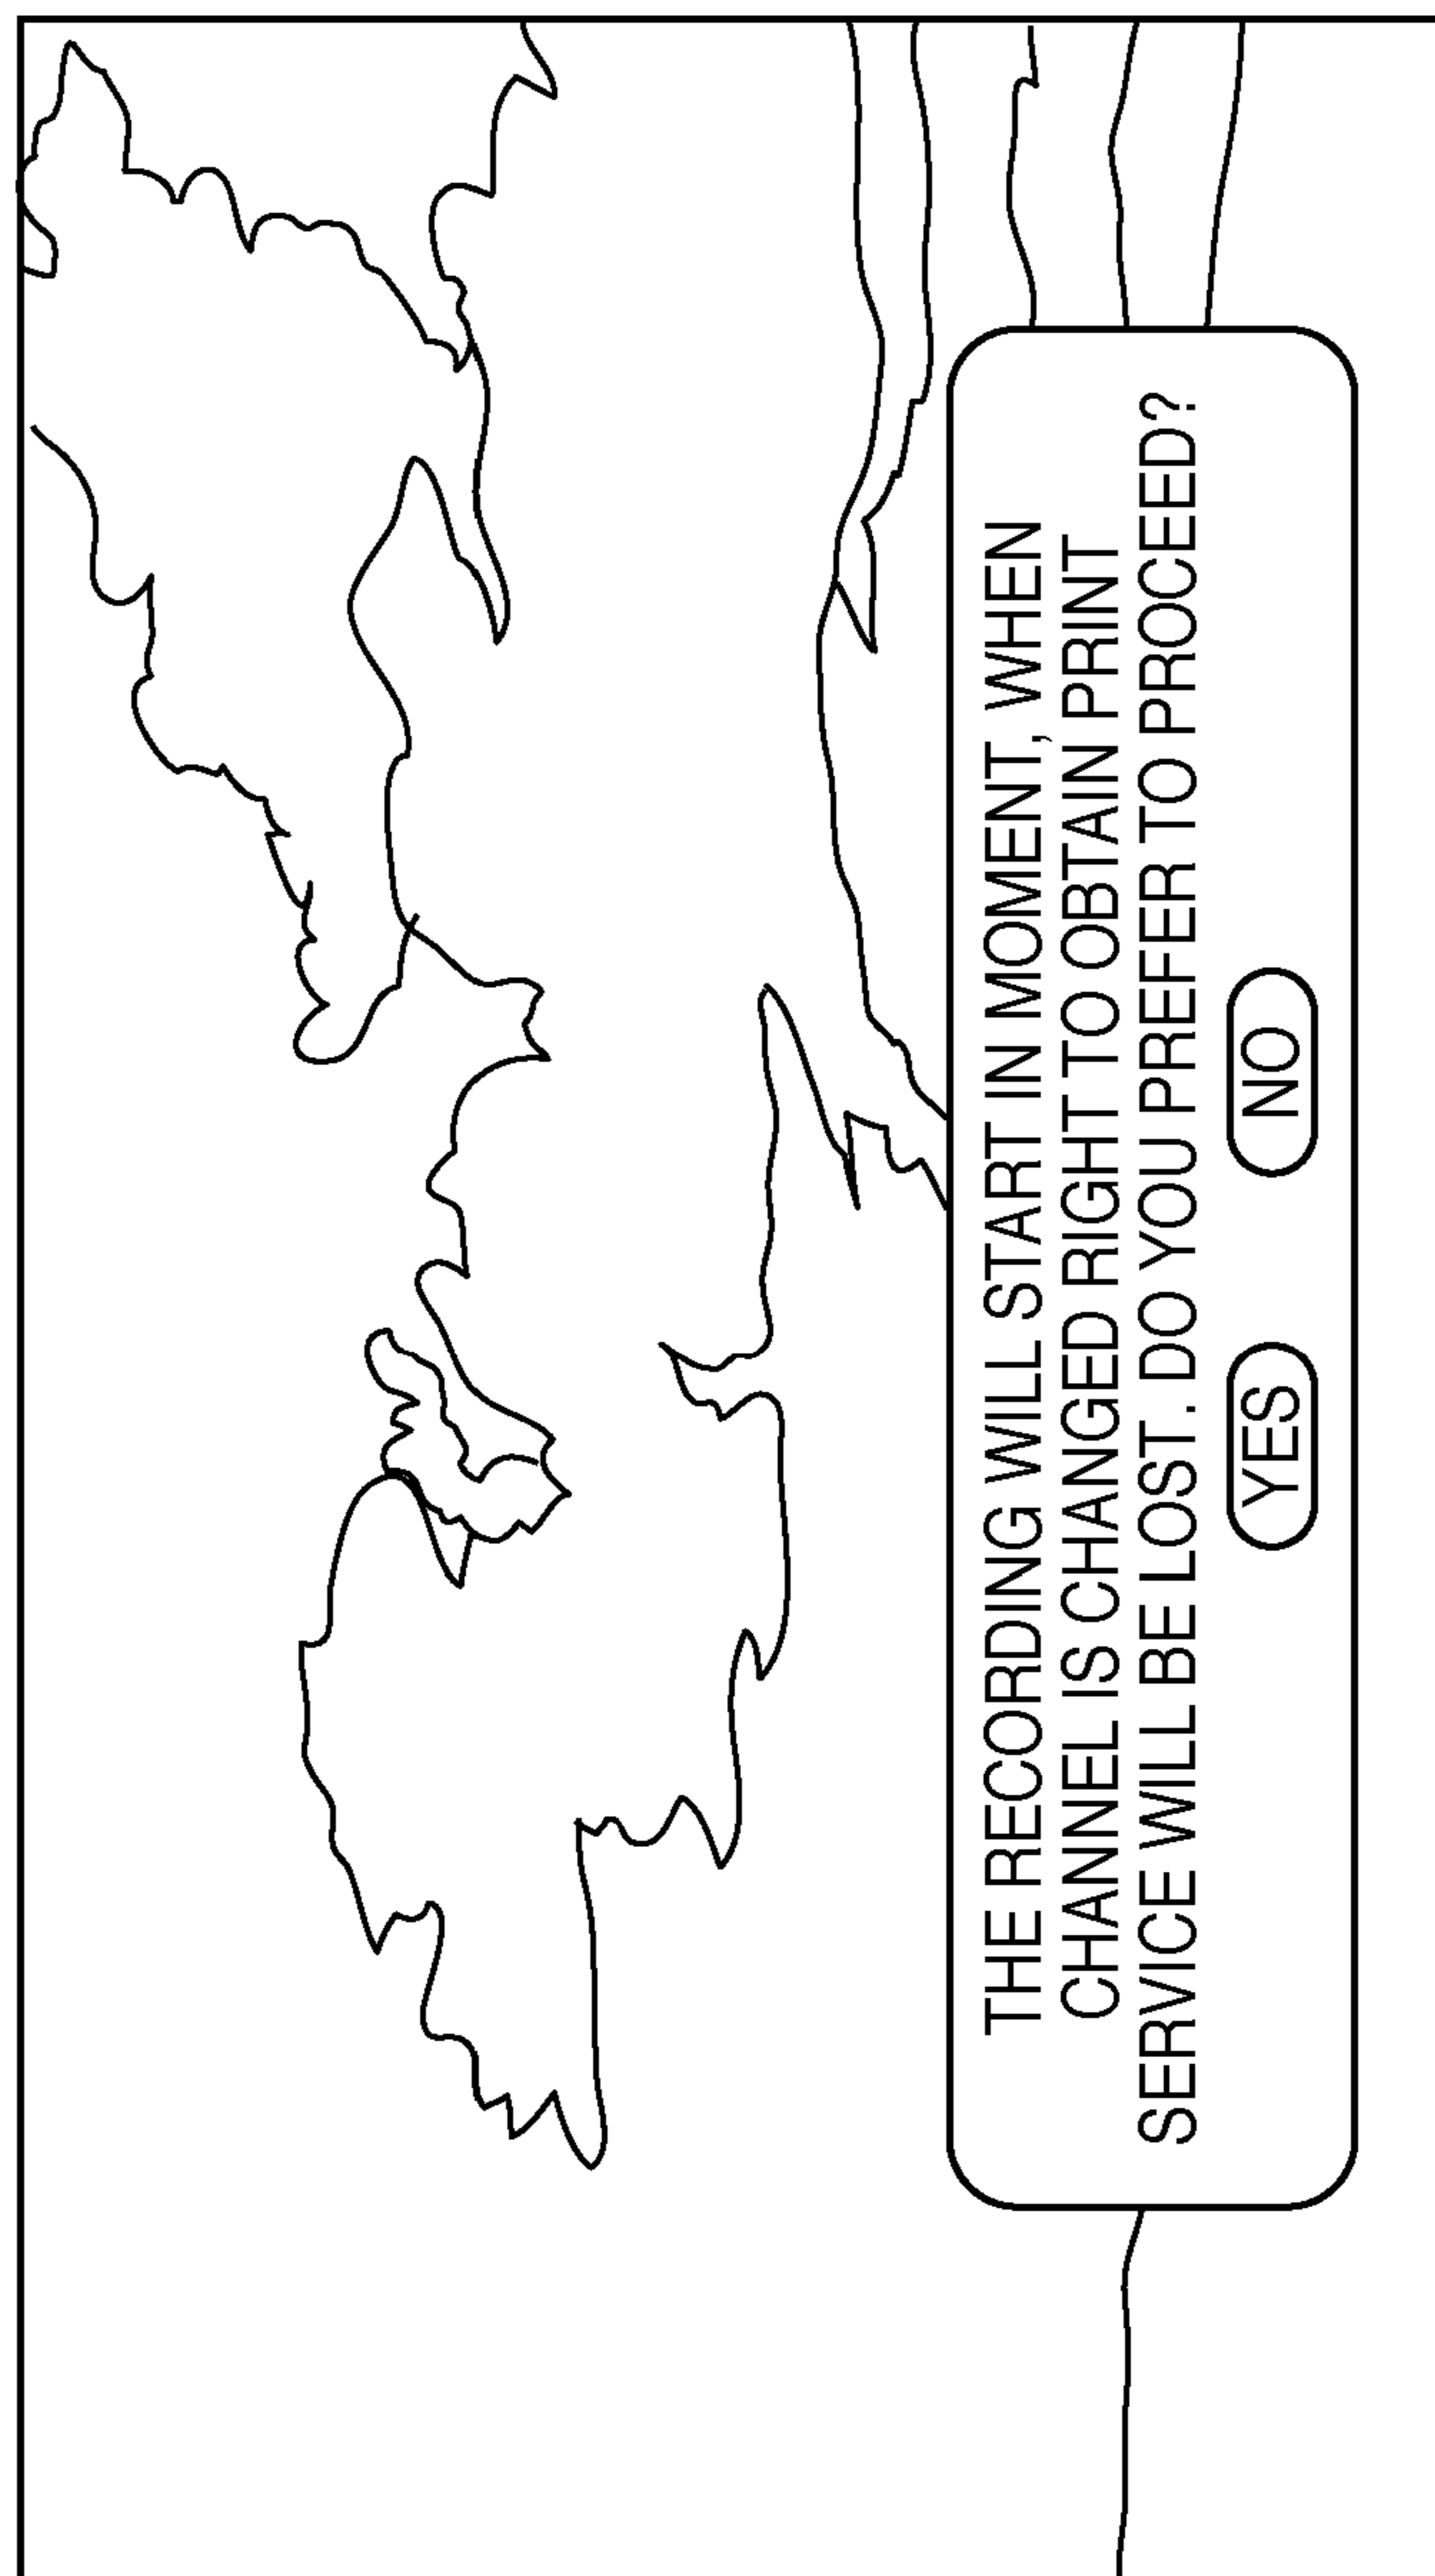 THE RECORDING WILL START IN MOMENT, WHEN
CHANNEL IS CHANGED RIGHT TO OBTAIN PRINT
SERVICE WILL BE LOST. DO YOU PREFER TO PROCEED?
YES NO